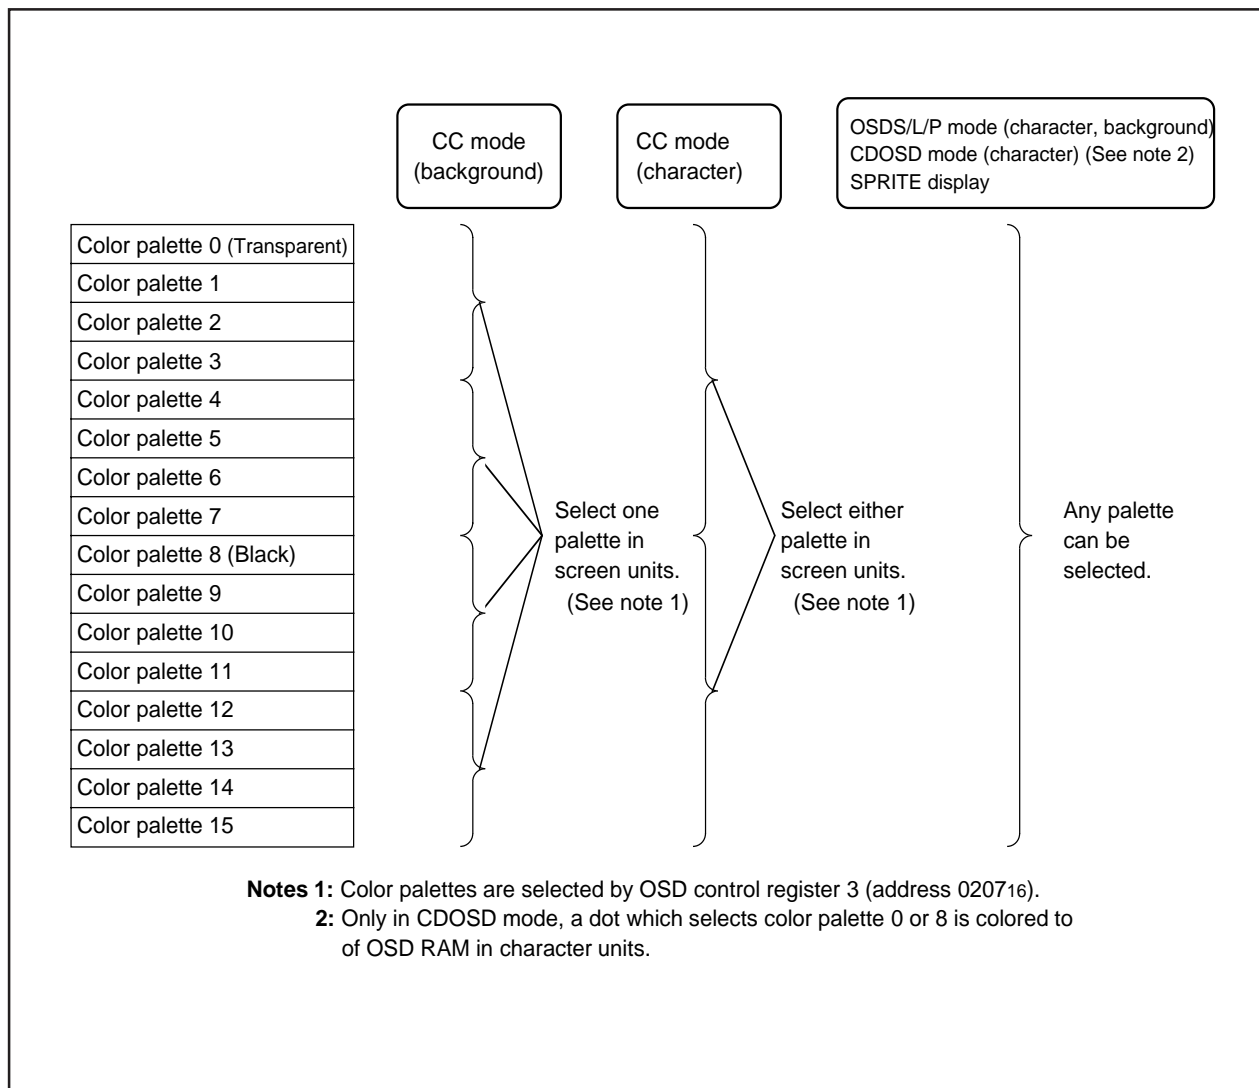 CC mode
(background)
CC mode
(character)
OSDS/L/P mode (character, background)
CDOSD mode (character) (See note 2)
SPRITE display
Color palette 0 (Transparent)
Color palette 1
Color palette 2
Color palette 3
Color palette 4
Color palette 5
Color palette 6
Color palette 7
Color palette 8 (Black)
Color palette 9
Color palette 10
Color palette 11
Color palette 12
Color palette 13
Color palette 14
Color palette 15
Select one
palette in
screen units.
(See note 1)
Select either
palette in
screen units.
(See note 1)
Any palette
can be
selected.
Notes 1: Color palettes are selected by OSD control register 3 (address 020716).
2: Only in CDOSD mode, a dot which selects color palette 0 or 8 is colored to
of OSD RAM in character units.